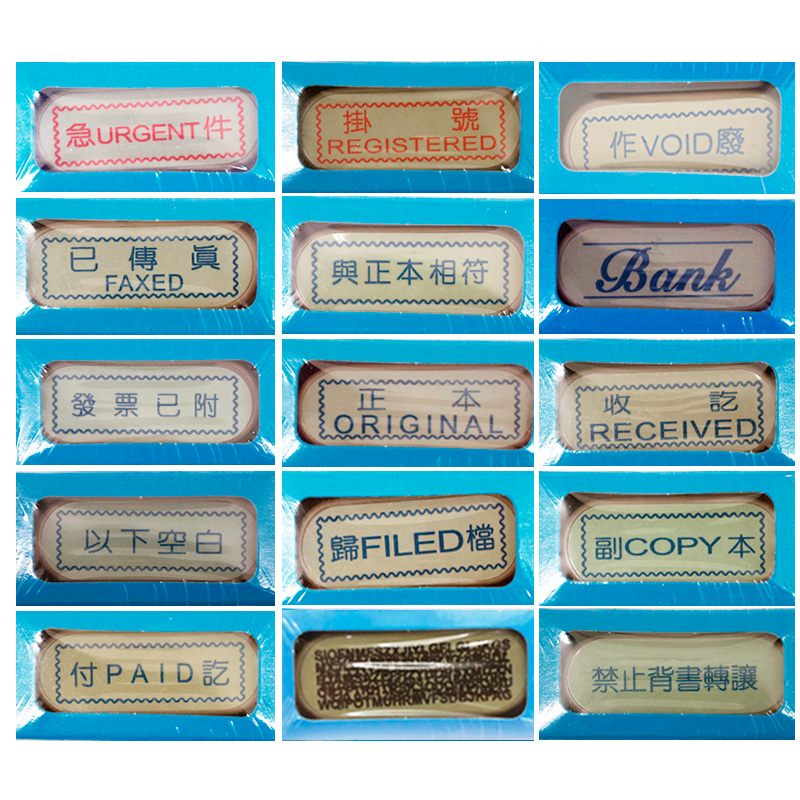 急URGENT件
掛 號
REGISTERED
作VOID廢
已 傳 眞
FAXED
與正本相符
Bank
發票已附
正 本
ORIGINAL
收 訖
RECEIVED
以下空白
歸FILED檔
副COPY本
付PAID訖
禁止背書轉讓